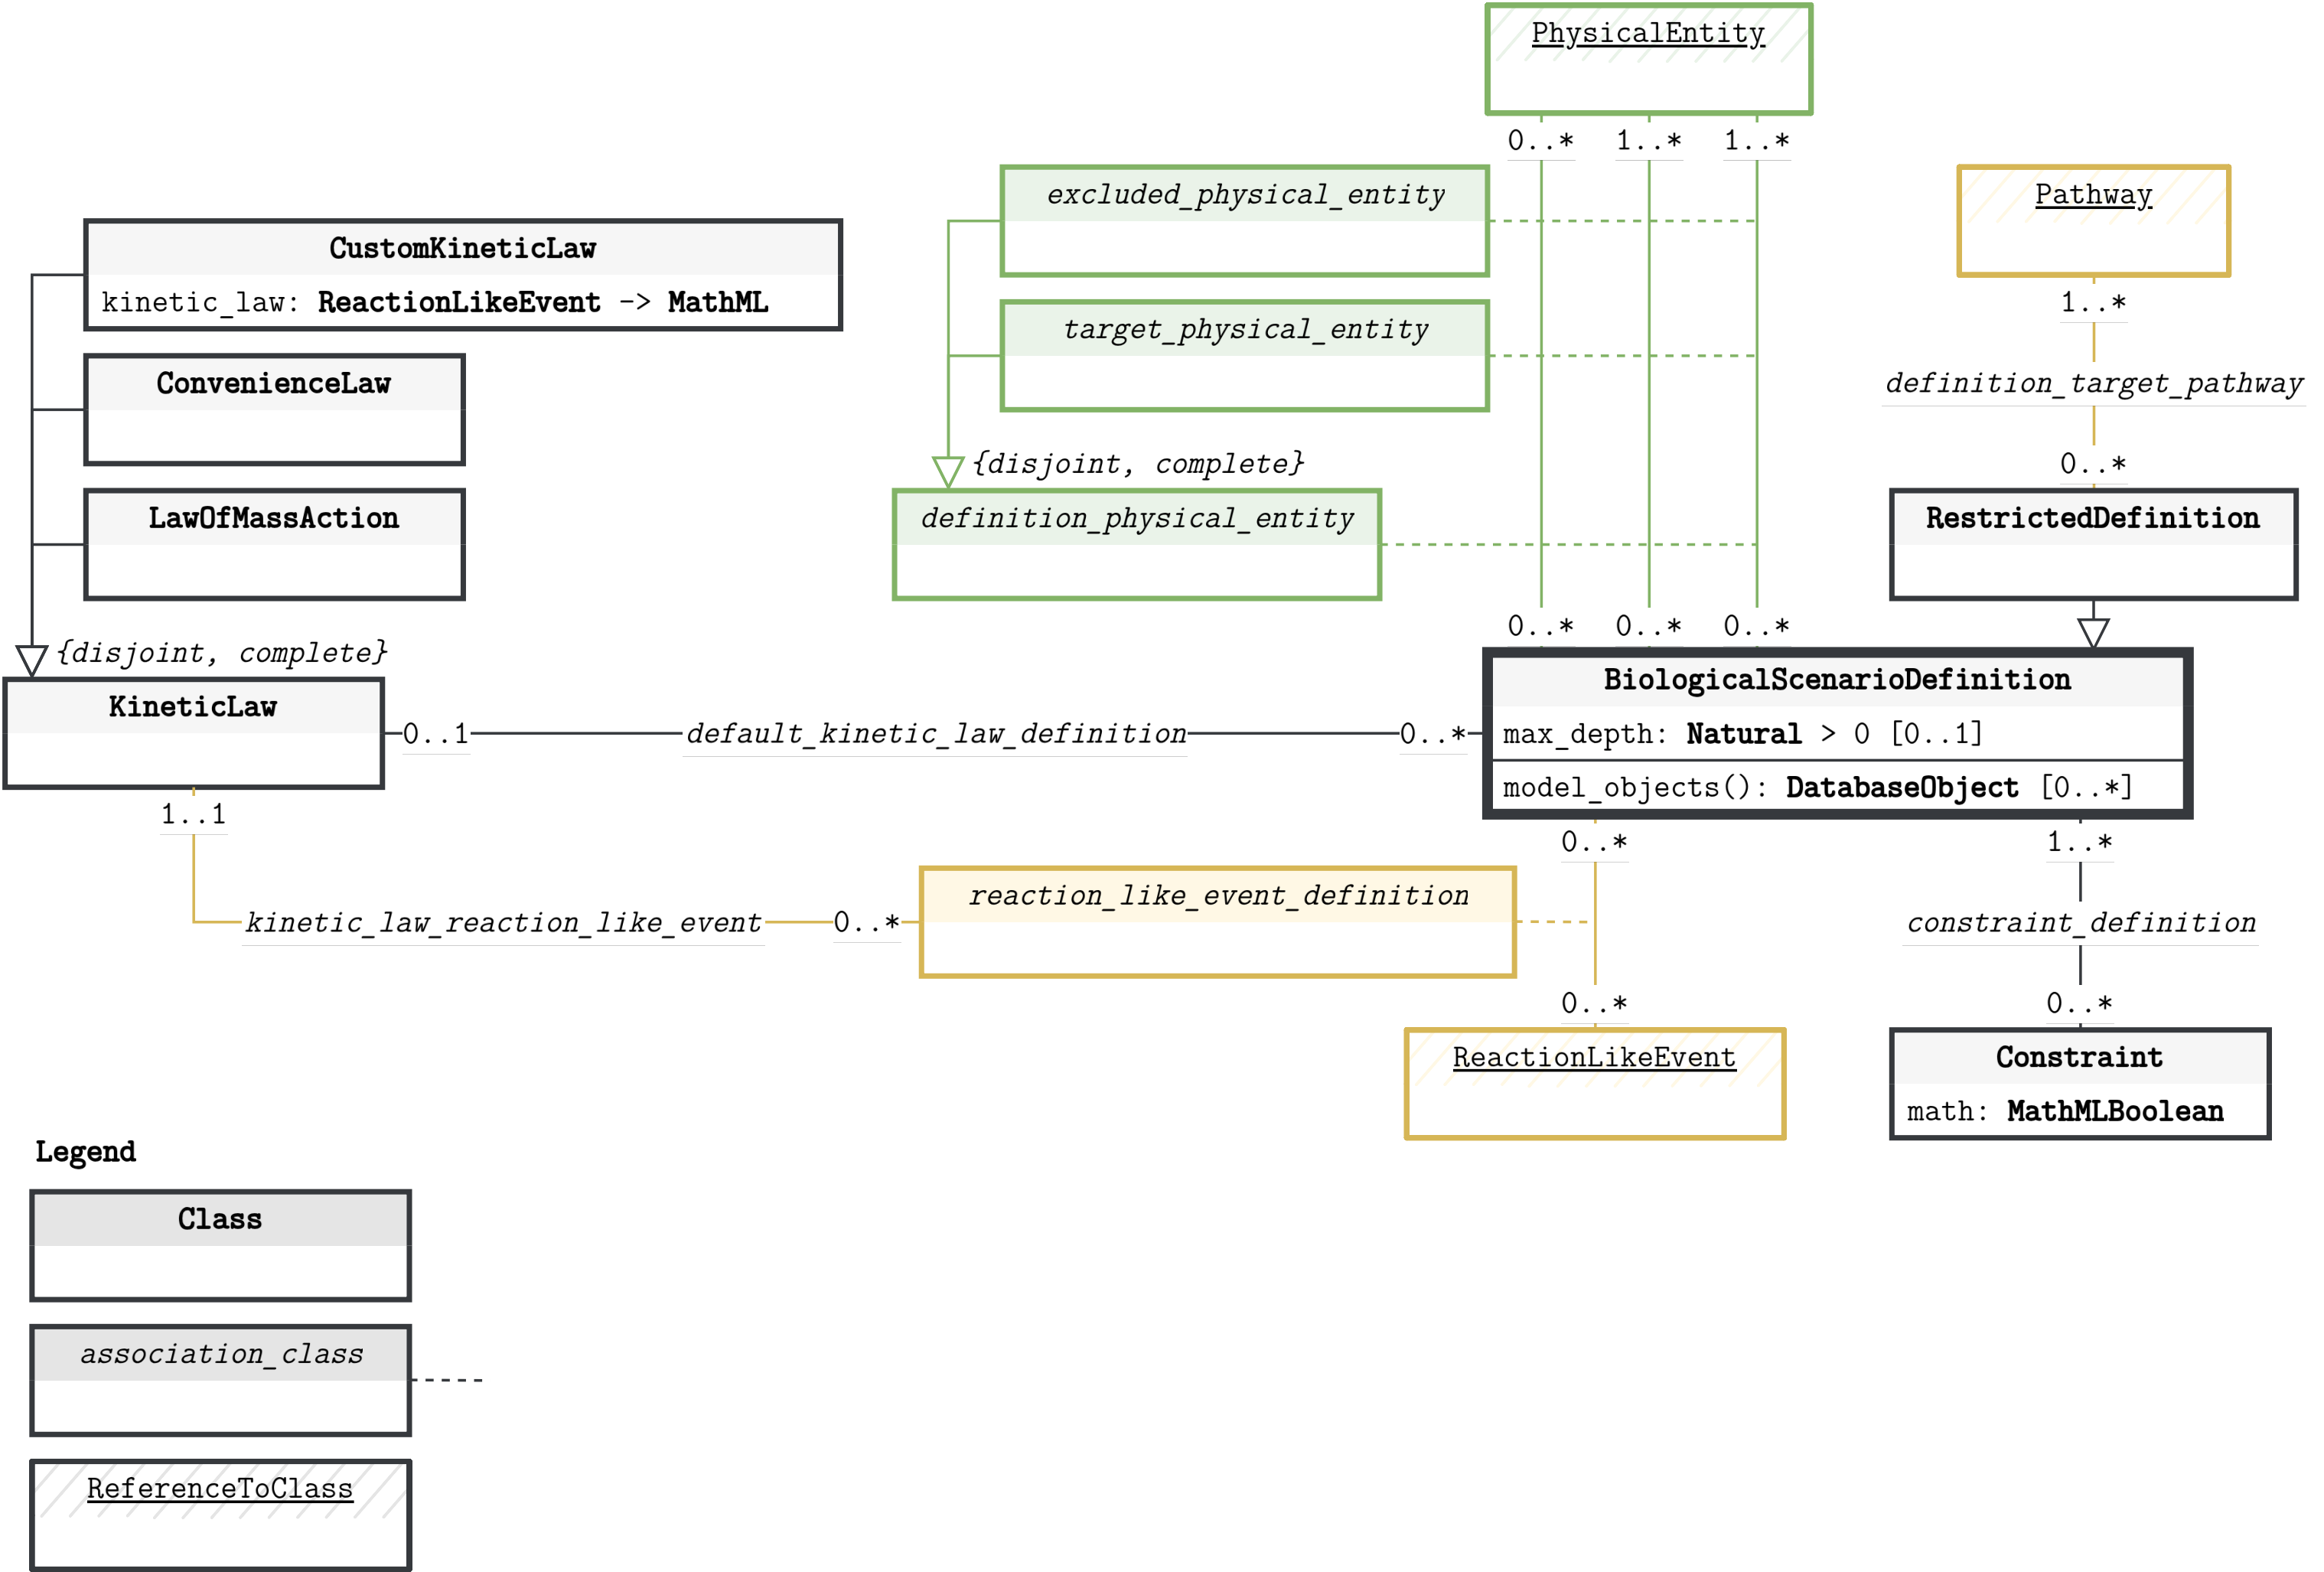 PhysicalEntity
0..* 1..* 1..*
excluded_physical_entity
Pathway
CustomKineticLaw
kinetic_law: ReactionLikeEvent -> MathML
1..*
target_physical_entity
ConvenienceLaw
definition_target_pathway
{disjoint, complete}
0..*
LawOfMassAction
definition_physical_entity
RestrictedDefinition
0..* 0..* 0..*
{disjoint, complete}
KineticLaw
BiologicalScenarioDefinition
0..1 default_kinetic_law_definition 0..*
max_depth: Natural > 0 [0..1]
model_objects(): DatabaseObject [0..*]
1..1
0..*
1..*
reaction_like_event_definition
kinetic_law_reaction_like_event 0..*
constraint_definition
0..*
0..*
ReactionLikeEvent
Constraint
math: MathMLBoolean
Legend
Class
association_class
ReferenceToClass